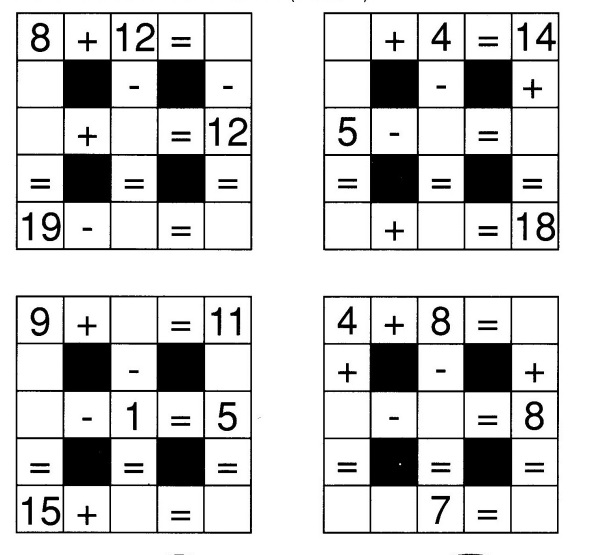 8 + 12 =
- -
+ = 12
= = =
19 - =
+ 4 = 14
- +
5 - =
= = =
+ = 18
9 + = 11
-
- 1 = 5
= = =
15 + =
4 + 8 =
+ - +
- = 8
= = =
7 =